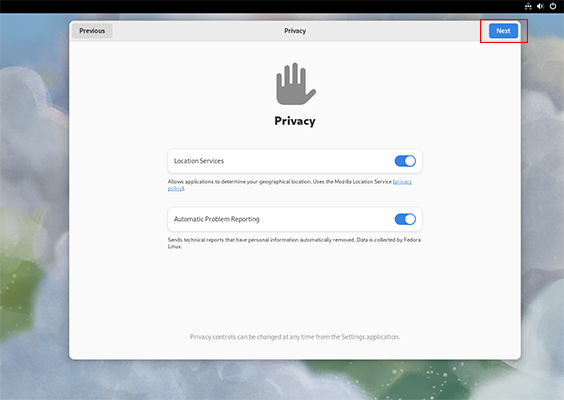 Previous
Privacy
Next
Privacy
Location Services
Allows applications to determine your geographical location. Uses the Mozilla Location Service (privacy
policy).
Automatic Problem Reporting
Sends technical reports that have personal information automatically removed. Data is collected by Fedora
Linux.
Privacy controls can be changed at any time from the Settings application.